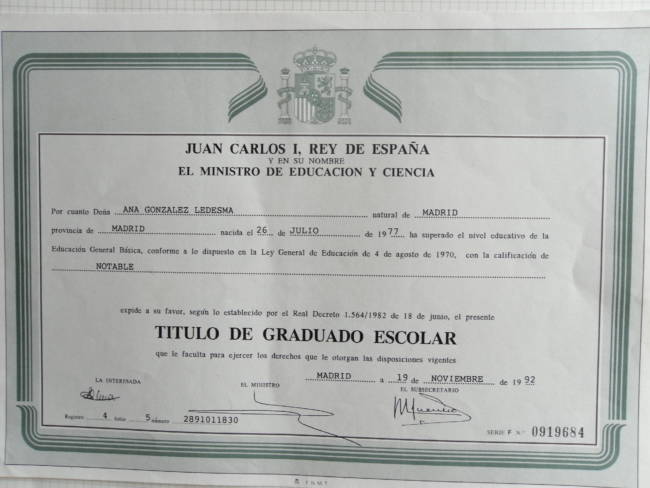 JUAN CARLOS I, REY DE ESPAÑA
Y EN SU NOMBRE
EL MINISTRO DE EDUCACION Y CIENCIA
Por cuanto Doña ANA GONZALEZ LEDESMA natural de MADRID
provincia de MADRID nacida el 26 de JULIO de 1977 ha superado el nivel educativo de la
Educación General Básica, conforme a lo dispuesto en la Ley General de Educación de 4 de agosto de 1970, con la calificación de
NOTABLE
expide a su favor, según lo establecido por el Real Decreto 1.564/1982 de 18 de junio, el presente
TITULO DE GRADUADO ESCOLAR
que le faculta para ejercer los derechos que le otorgan las disposiciones vigentes
MADRID a 19 de NOVIEMBRE de 1992
LA INTERESADA
EL MINISTRO
EL SUBSECRETARIO
Registro 4 folio 5 número 2891011830
SERIE F N.º 0919684
F N M T